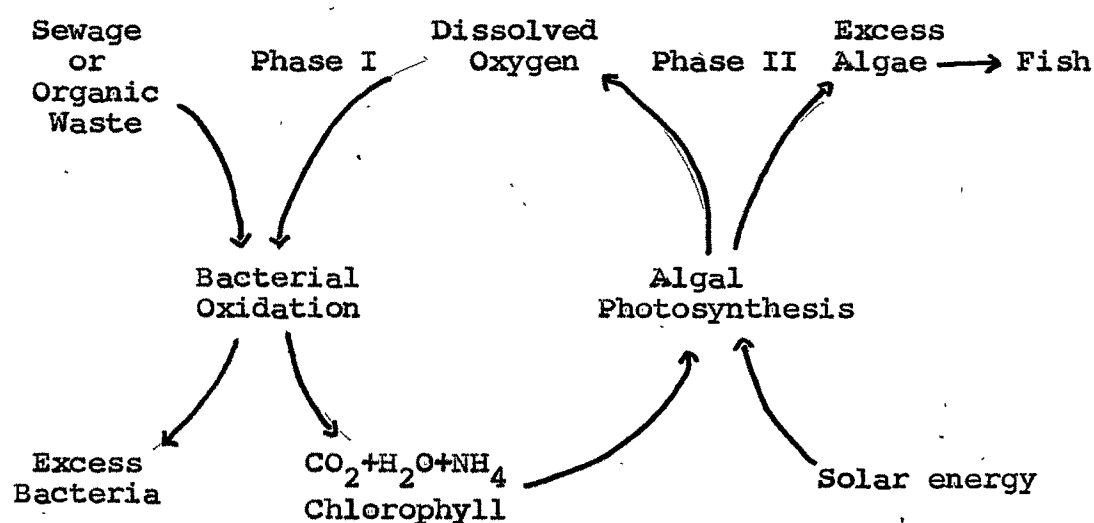 Sewage
or
Organic
Waste
Phase I
Dissolved
Oxygen
Phase II
Excess
Algae
Fish
Bacterial
Oxidation
Algal
Photosynthesis
Excess
Bacteria
CO₂+H₂O+NH₄
Chlorophyll
Solar energy